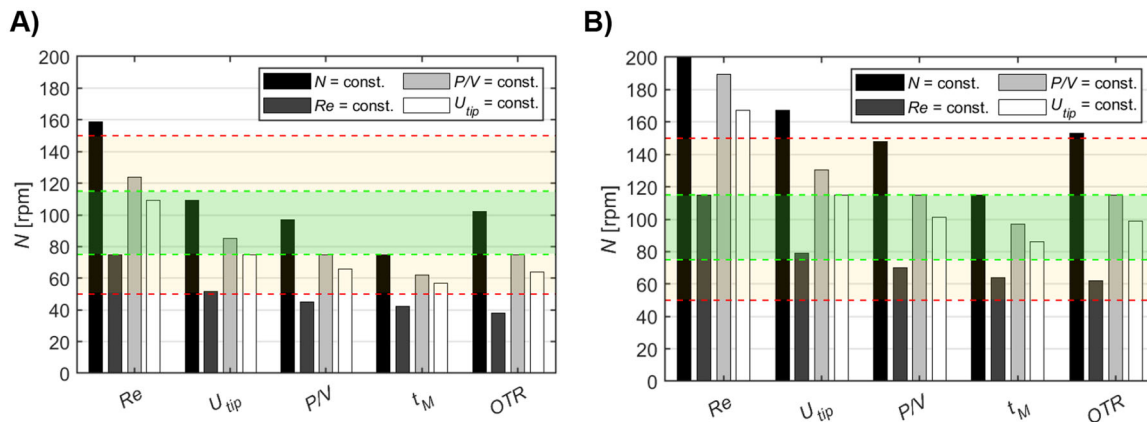 A)
200
180
160
140
120
100
80
60
40
20
0
N [rpm]
N = const.
P/V = const.
Re = const.
U_tip = const.
Re
U_tip
P/V
t_M
OTR
B)
200
180
160
140
120
100
80
60
40
20
0
N [rpm]
N = const.
P/V = const.
Re = const.
U_tip = const.
Re
U_tip
P/V
t_M
OTR